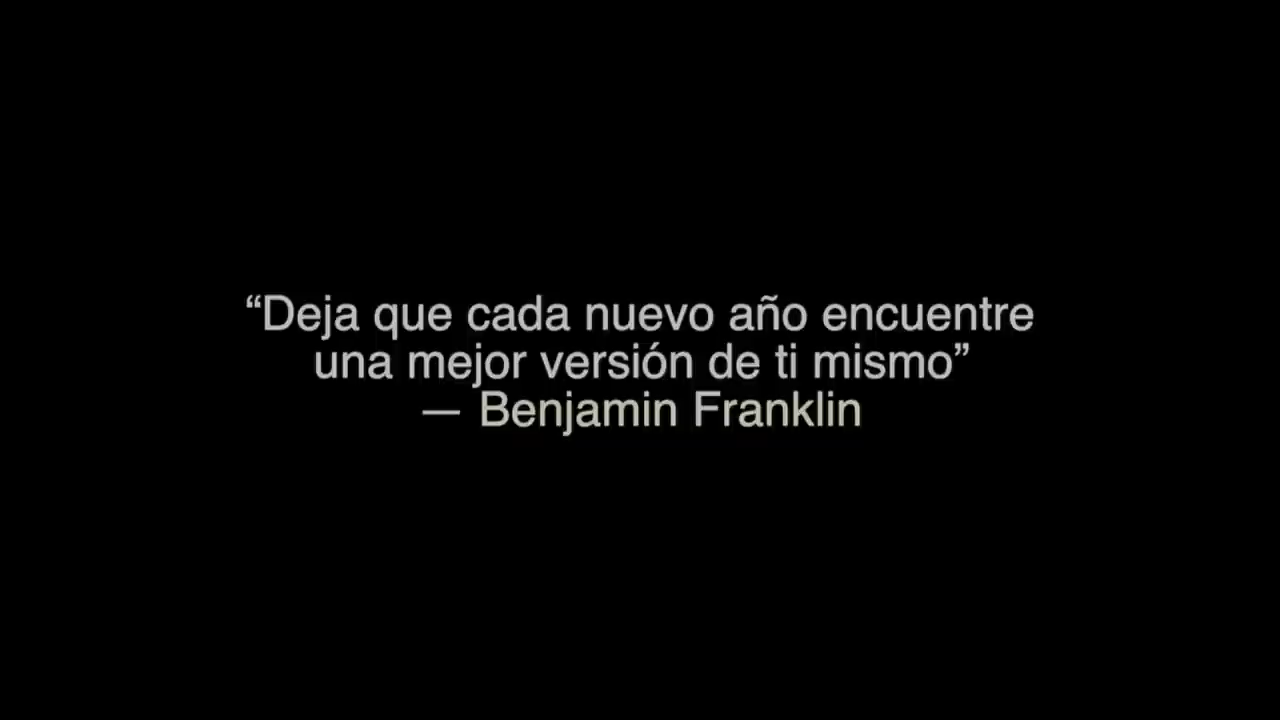 “Deja que cada nuevo año encuentre
una mejor versión de ti mismo”
— Benjamin Franklin